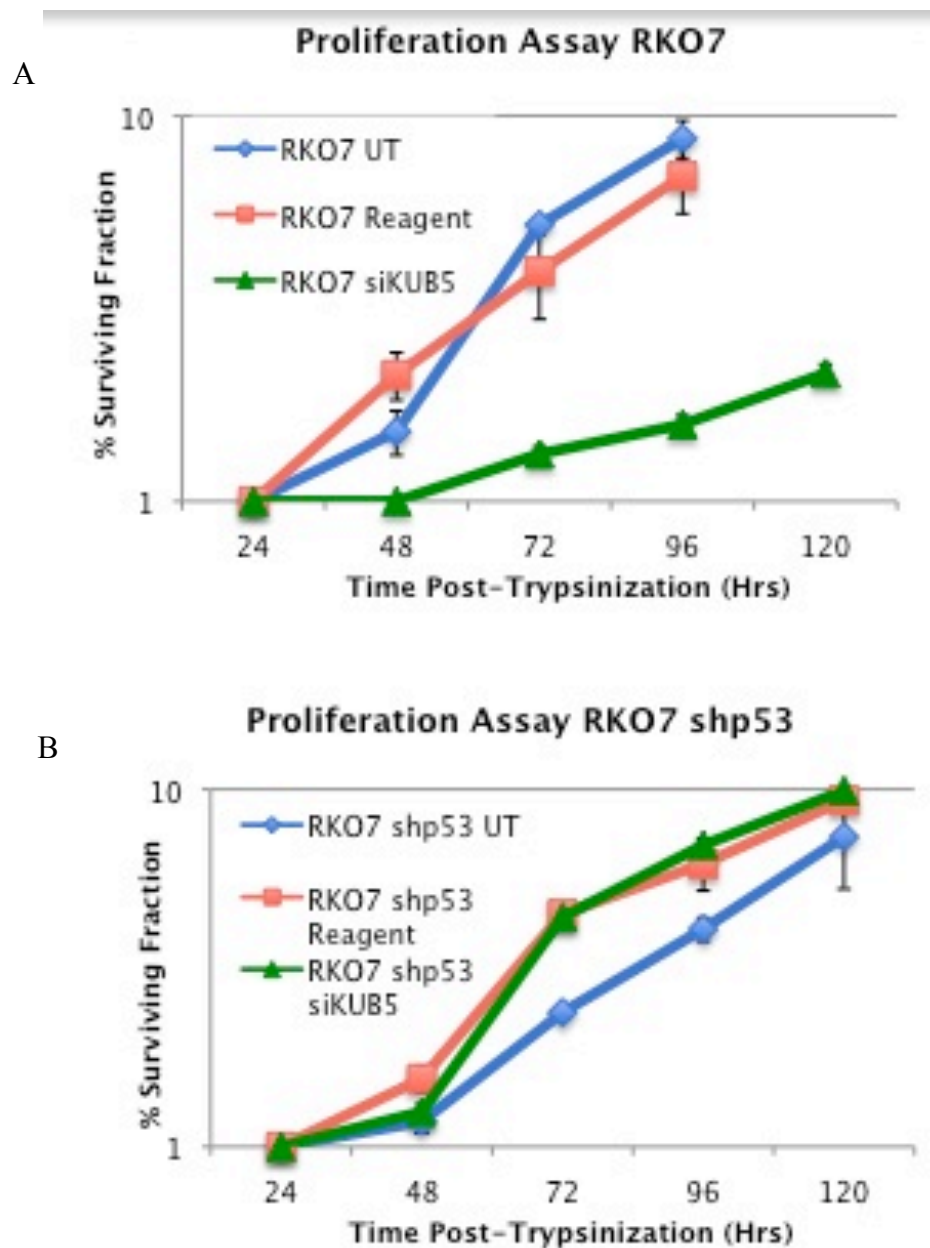 A
Proliferation Assay RKO7
10
RKO7 UT
RKO7 Reagent
RKO7 siKUB5
% Surviving Fraction
1
24 48 72 96 120
Time Post-Trypsinization (Hrs)
B
Proliferation Assay RKO7 shp53
10
RKO7 shp53 UT
RKO7 shp53
Reagent
RKO7 shp53
siKUB5
% Surviving Fraction
1
24 48 72 96 120
Time Post-Trypsinization (Hrs)